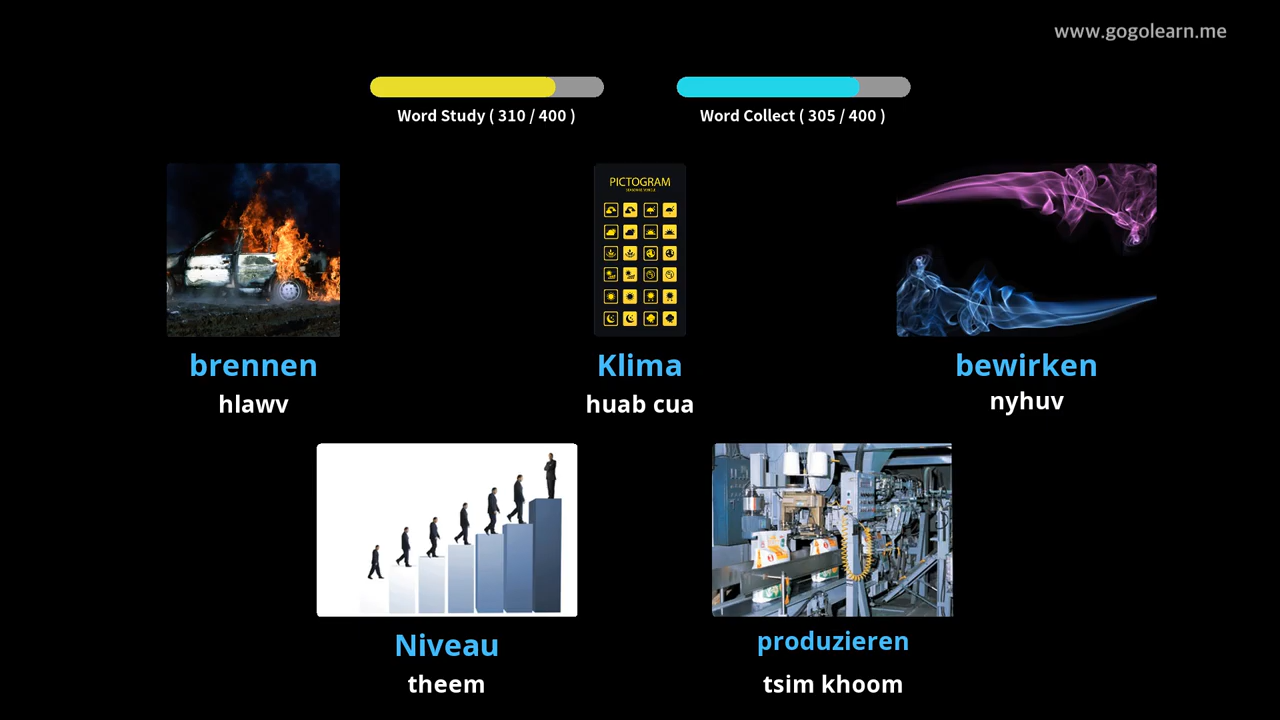 www.gogolearn.me
Word Study ( 310 / 400 )
Word Collect ( 305 / 400 )
PICTOGRAM
brennen
hlawv
Klima
huab cua
bewirken
nyhuv
Niveau
theem
produzieren
tsim khoom